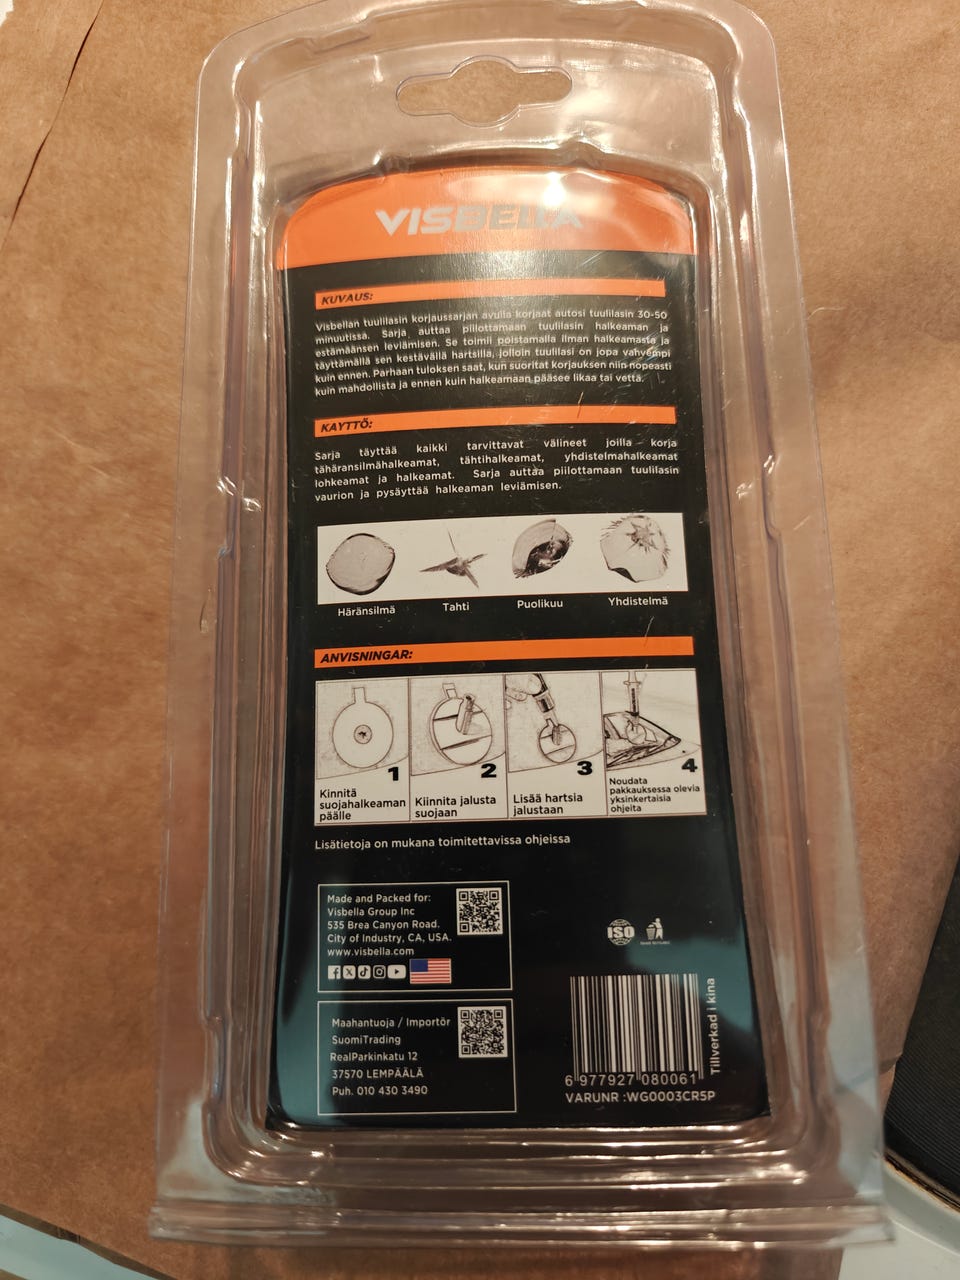 VISBELLA
KUVAUS:
Visbellan tuulilasin korjaussarjan avulla korjaat autosi tuulilasin 30-50
minuutissa. Sarja auttaa piilottamaan tuulilasin halkeaman ja
estämäänsen leviämisen. Se toimii poistamalla ilman halkeamasta ja
täyttämällä sen kestävällä hartsilla, jolloin tuulilasi on jopa vahvempi
kuin ennen. Parhaan tuloksen saat, kun suoritat korjauksen niin nopeasti
kuin mahdollista ja ennen kuin halkeamaan pääsee likaa tai vettä.
KAYTTÖ:
Sarja täyttää kaikki tarvittavat välineet joilla korja
tähäransilmähalkeamat, tähtihalkeamat, yhdistelmahalkeamat
lohkeamat ja halkeamat. Sarja auttaa piilottamaan tuulilasin
vaurion ja pysäyttää halkeaman leviämisen.
Häränsilmä Tahti Puolikuu Yhdistelmä
ANVISNINGAR:
1 2 3 4
Kinnitä
suojahalkeaman
päälle
Kiinnita jalusta
suojaan
Lisää hartsia
jalustaan
Noudata
pakkauksessa olevia
yksinkertaisia
ohjeita
Lisätietoja on mukana toimitettavissa ohjeissa
Made and Packed for:
Visbella Group Inc
535 Brea Canyon Road.
City of Industry, CA, USA.
www.visbella.com
ISO
Maahantuoja / Importör
SuomiTrading
RealParkinkatu 12
37570 LEMPÄÄLÄ
Puh. 010 430 3490
6 977927 080061
VARUNR :WG0003CR5P
Tillverkad i kina